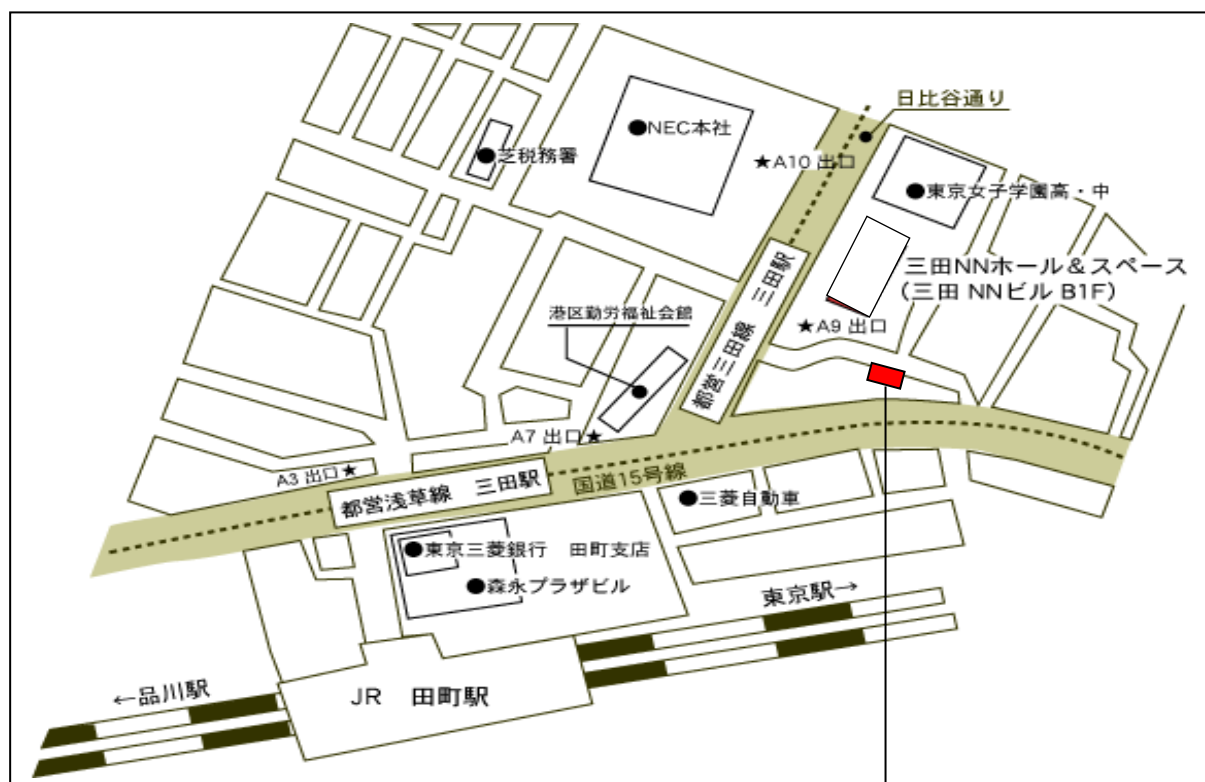 日比谷通り
●NEC本社
●芝税務署
★A10 出口
●東京女子学園高・中
三田NNホール＆スペース
（三田 NNビル B1F）
港区勤労福祉会館
都営三田線　三田駅
★A9 出口
A7 出口★
A3 出口★
都営浅草線　三田駅
国道15号線
●三菱自動車
●東京三菱銀行　田町支店
●森永プラザビル
東京駅→
←品川駅
JR　田町駅